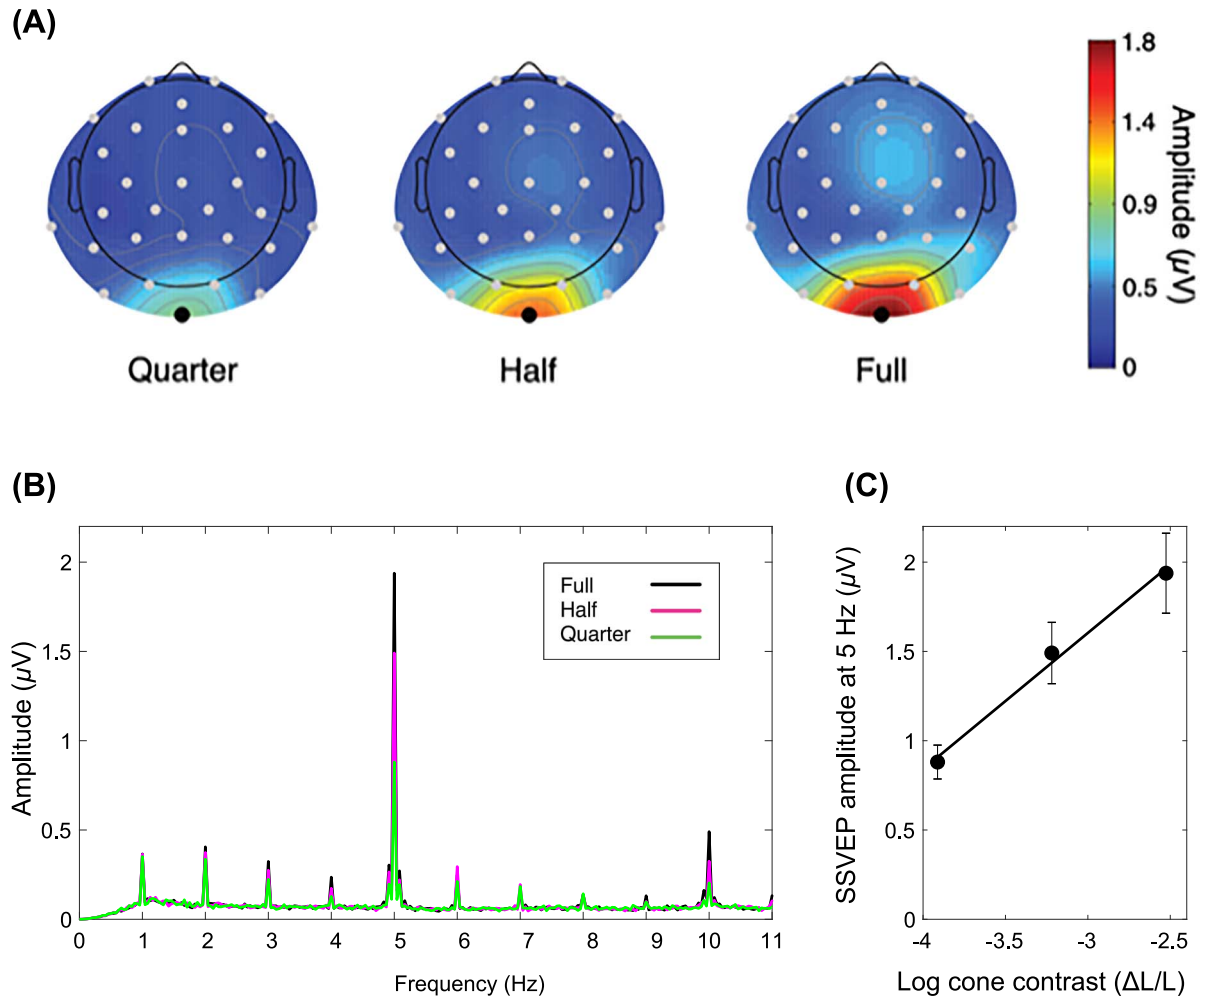 (A)
1.8
1.4
0.9
0.5
0
Amplitude (µV)
Quarter
Half
Full
(B)
Amplitude (µV)
2
1.5
1
0.5
0
0 1 2 3 4 5 6 7 8 9 10 11
Frequency (Hz)
Full
Half
Quarter
(C)
SSVEP amplitude at 5 Hz (µV)
2
1.5
1
0.5
0
-4 -3.5 -3 -2.5
Log cone contrast (ΔL/L)